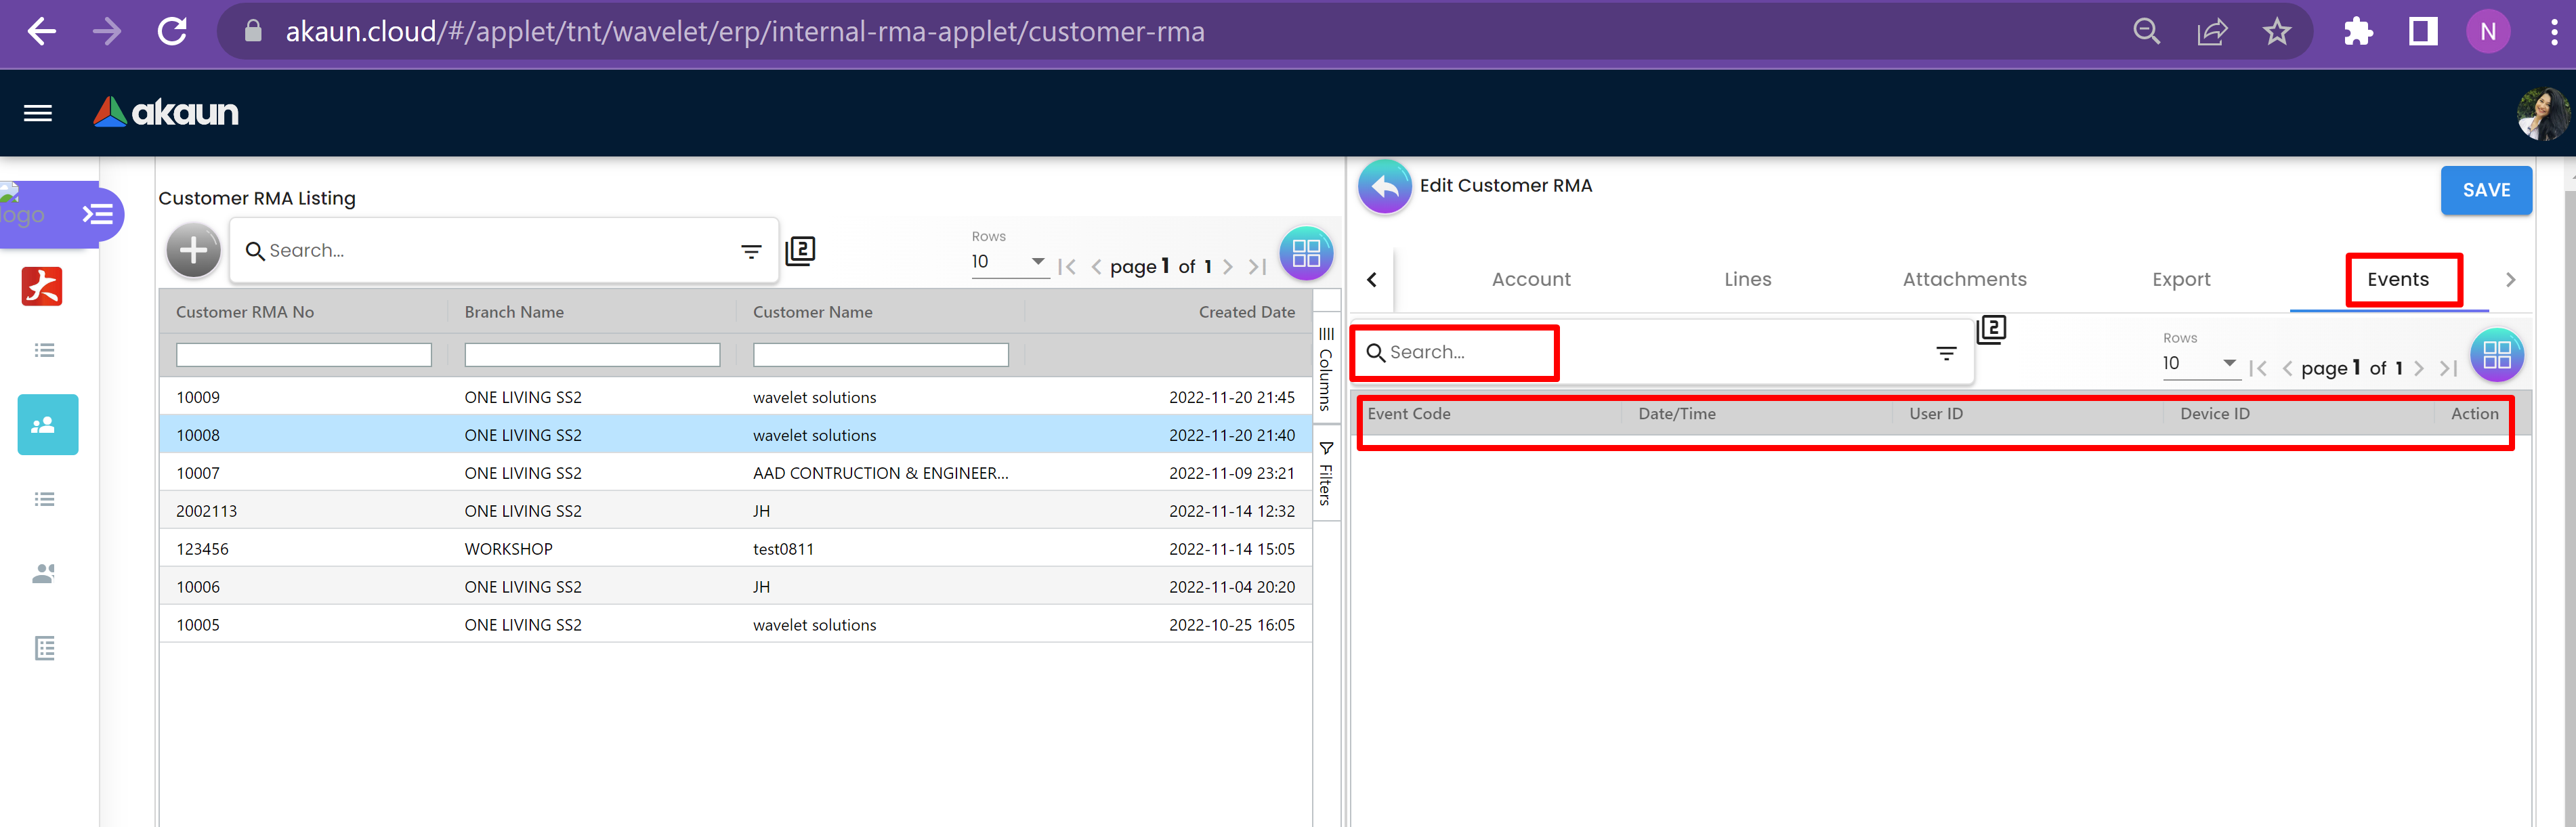 akaun.cloud/#/applet/tnt/wavelet/erp/internal-rma-applet/customer-rma
N
akaun
logo
Customer RMA Listing
Search...
2
Rows
10
page 1 of 1
Customer RMA No Branch Name Customer Name Created Date
10009 ONE LIVING SS2 wavelet solutions 2022-11-20 21:45
10008 ONE LIVING SS2 wavelet solutions 2022-11-20 21:40
10007 ONE LIVING SS2 AAD CONTRUCTION & ENGINEER... 2022-11-09 23:21
2002113 ONE LIVING SS2 JH 2022-11-14 12:32
123456 WORKSHOP test0811 2022-11-14 15:05
10006 ONE LIVING SS2 JH 2022-11-04 20:20
10005 ONE LIVING SS2 wavelet solutions 2022-10-25 16:05
Columns
Filters
Edit Customer RMA
SAVE
Account Lines Attachments Export Events
Search...
2
Rows
10
page 1 of 1
Event Code Date/Time User ID Device ID Action